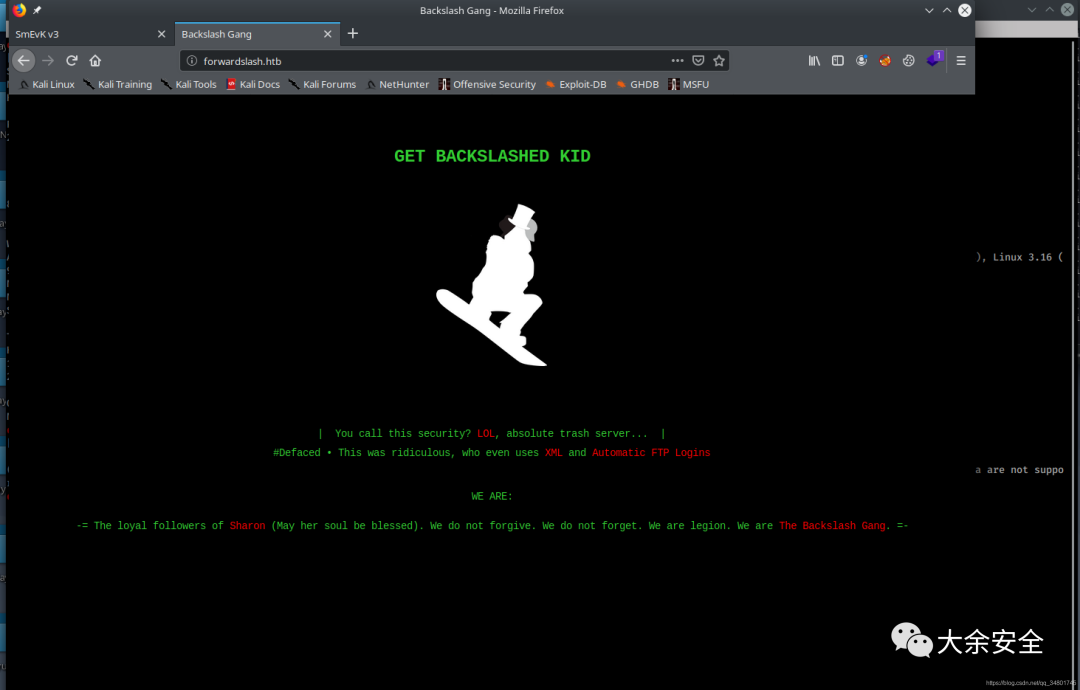 Backslash Gang - Mozilla Firefox
SmEvK v3
Backslash Gang
forwardslash.htb
1
Kali Linux Kali Training Kali Tools Kali Docs Kali Forums NetHunter Offensive Security Exploit-DB GHDB MSFU
GET BACKSLASHED KID
), Linux 3.16 (
| You call this security? LOL, absolute trash server... |
#Defaced • This was ridiculous, who even uses XML and Automatic FTP Logins
a are not suppo
WE ARE:
-= The loyal followers of Sharon (May her soul be blessed). We do not forgive. We do not forget. We are legion. We are The Backslash Gang. =-
大余安全
https://blog.csdn.net/qq_34801745